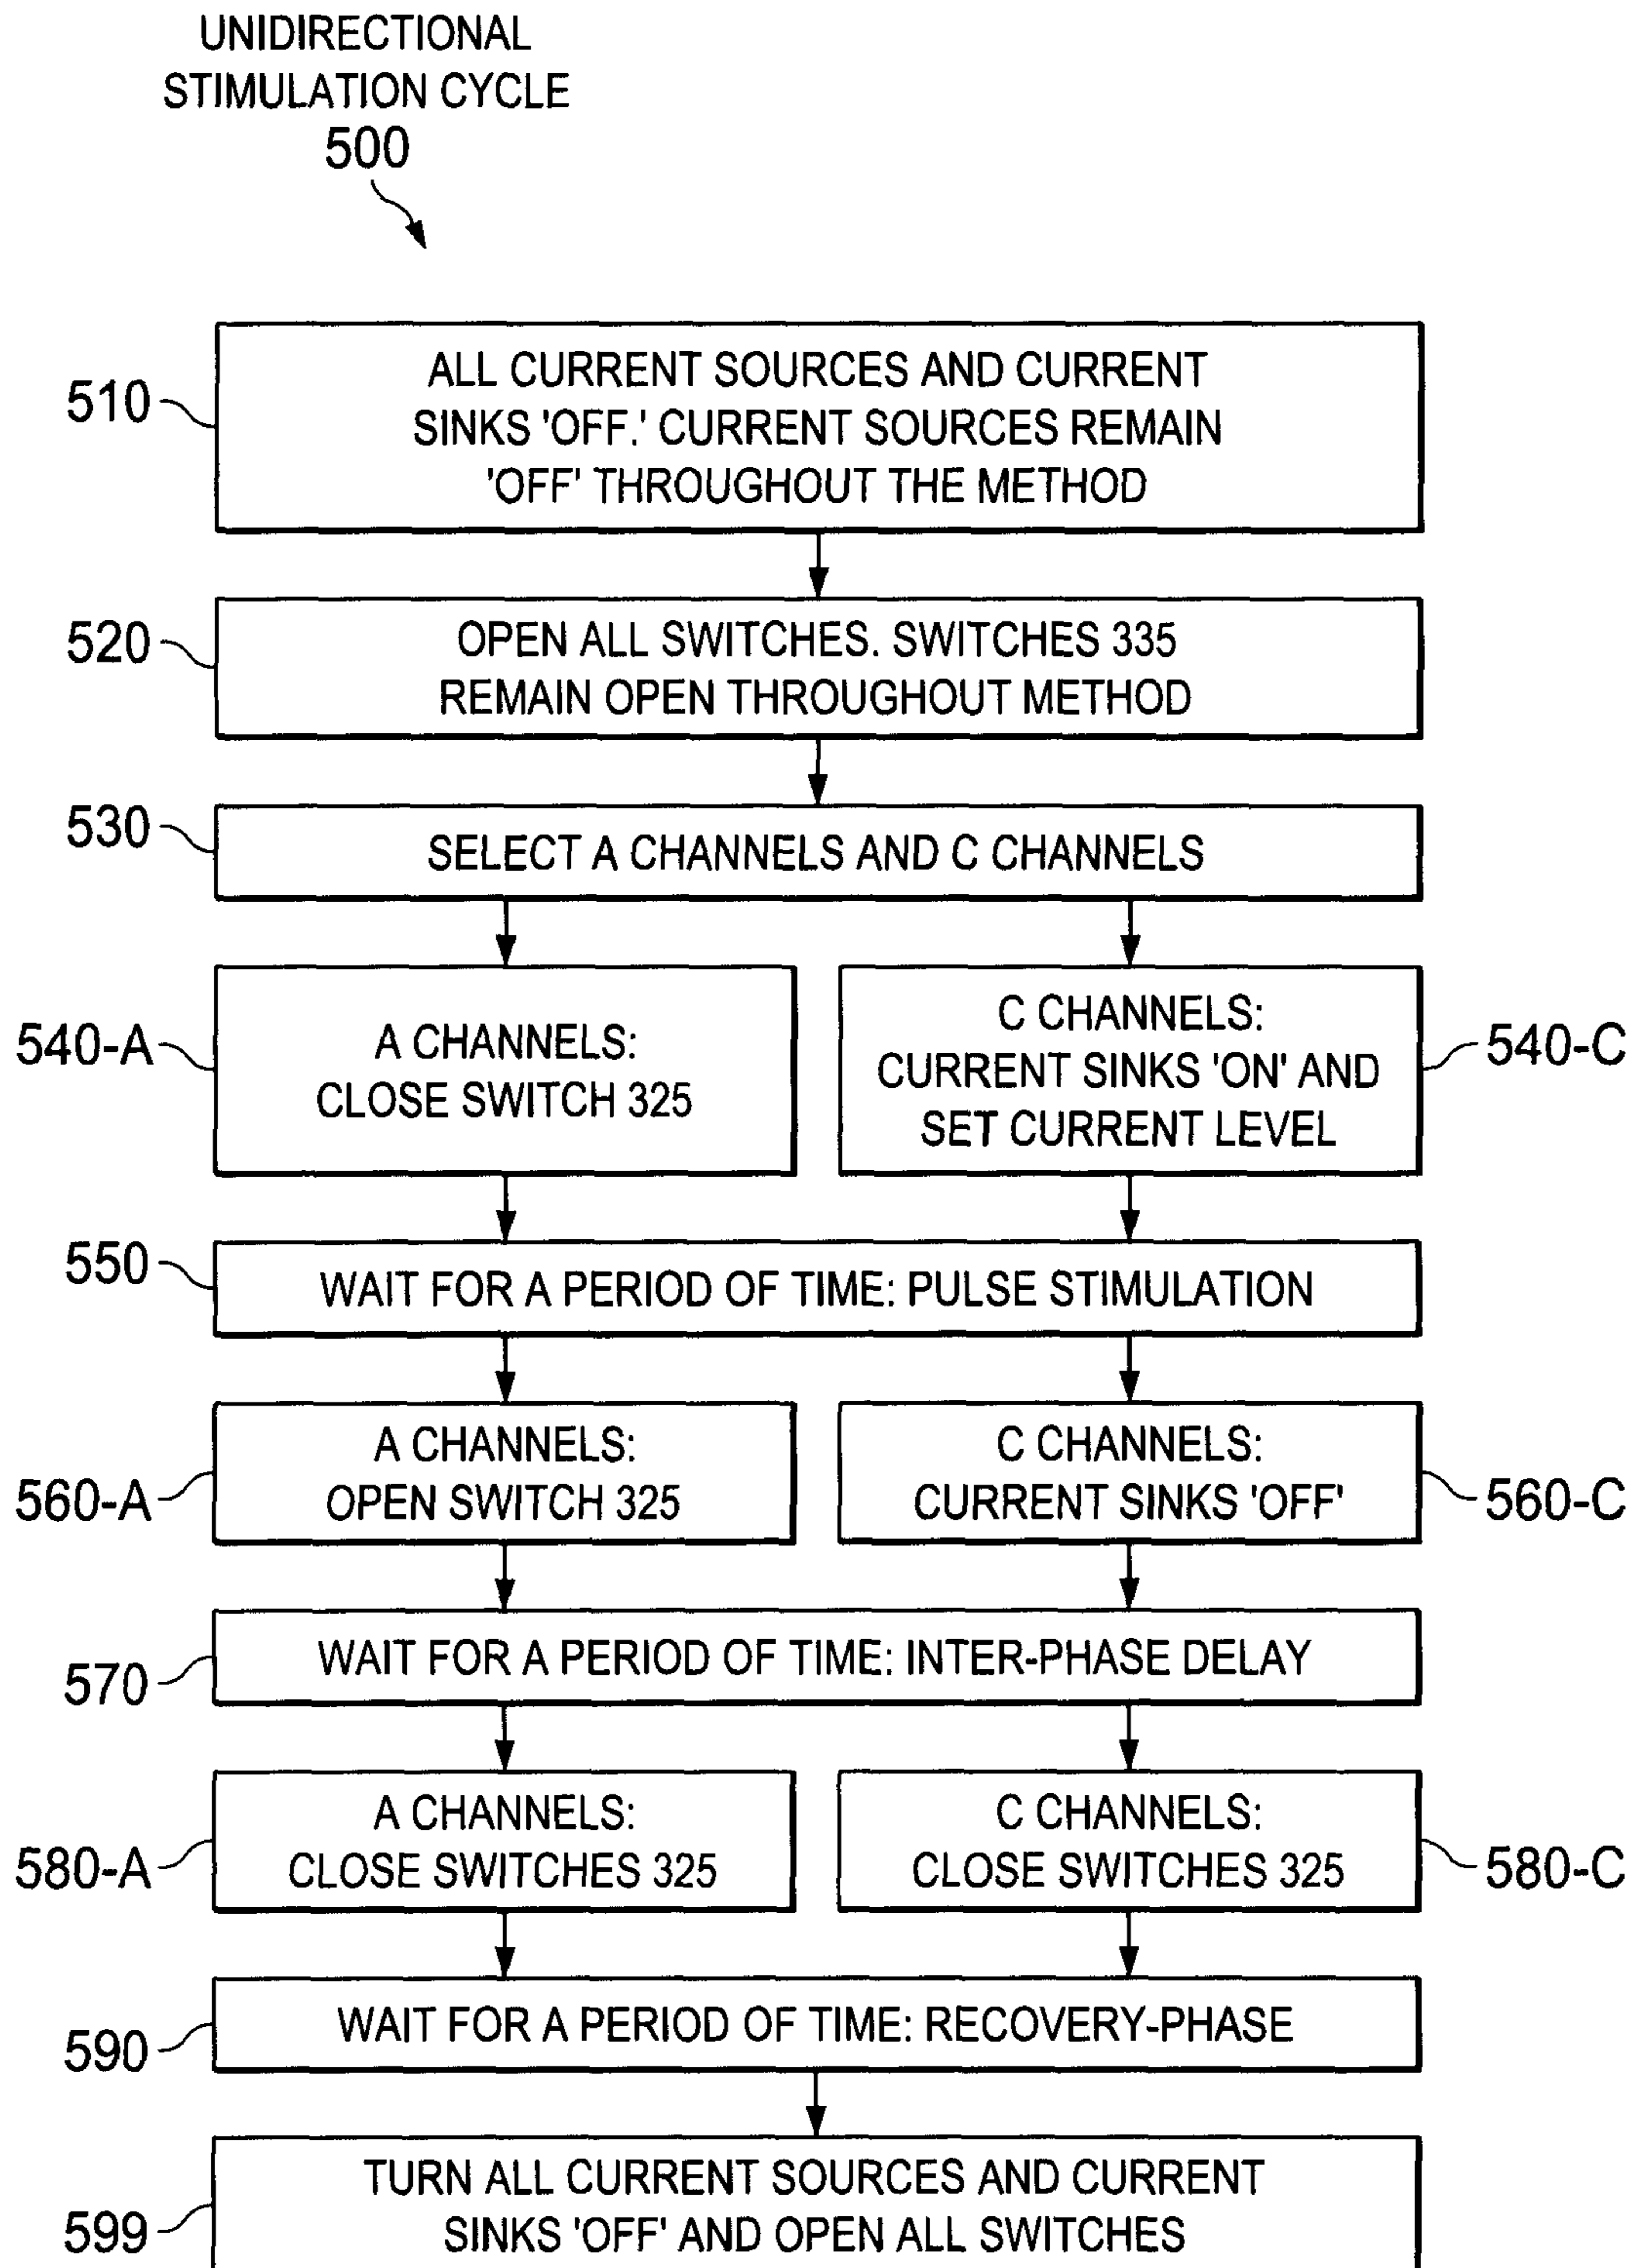 UNIDIRECTIONAL
STIMULATION CYCLE
500
510
ALL CURRENT SOURCES AND CURRENT
SINKS 'OFF.' CURRENT SOURCES REMAIN
'OFF' THROUGHOUT THE METHOD
520
OPEN ALL SWITCHES. SWITCHES 335
REMAIN OPEN THROUGHOUT METHOD
530
SELECT A CHANNELS AND C CHANNELS
540-A
A CHANNELS:
CLOSE SWITCH 325
C CHANNELS:
CURRENT SINKS 'ON' AND
SET CURRENT LEVEL
540-C
550
WAIT FOR A PERIOD OF TIME: PULSE STIMULATION
560-A
A CHANNELS:
OPEN SWITCH 325
C CHANNELS:
CURRENT SINKS 'OFF'
560-C
570
WAIT FOR A PERIOD OF TIME: INTER-PHASE DELAY
580-A
A CHANNELS:
CLOSE SWITCHES 325
C CHANNELS:
CLOSE SWITCHES 325
580-C
590
WAIT FOR A PERIOD OF TIME: RECOVERY-PHASE
599
TURN ALL CURRENT SOURCES AND CURRENT
SINKS 'OFF' AND OPEN ALL SWITCHES